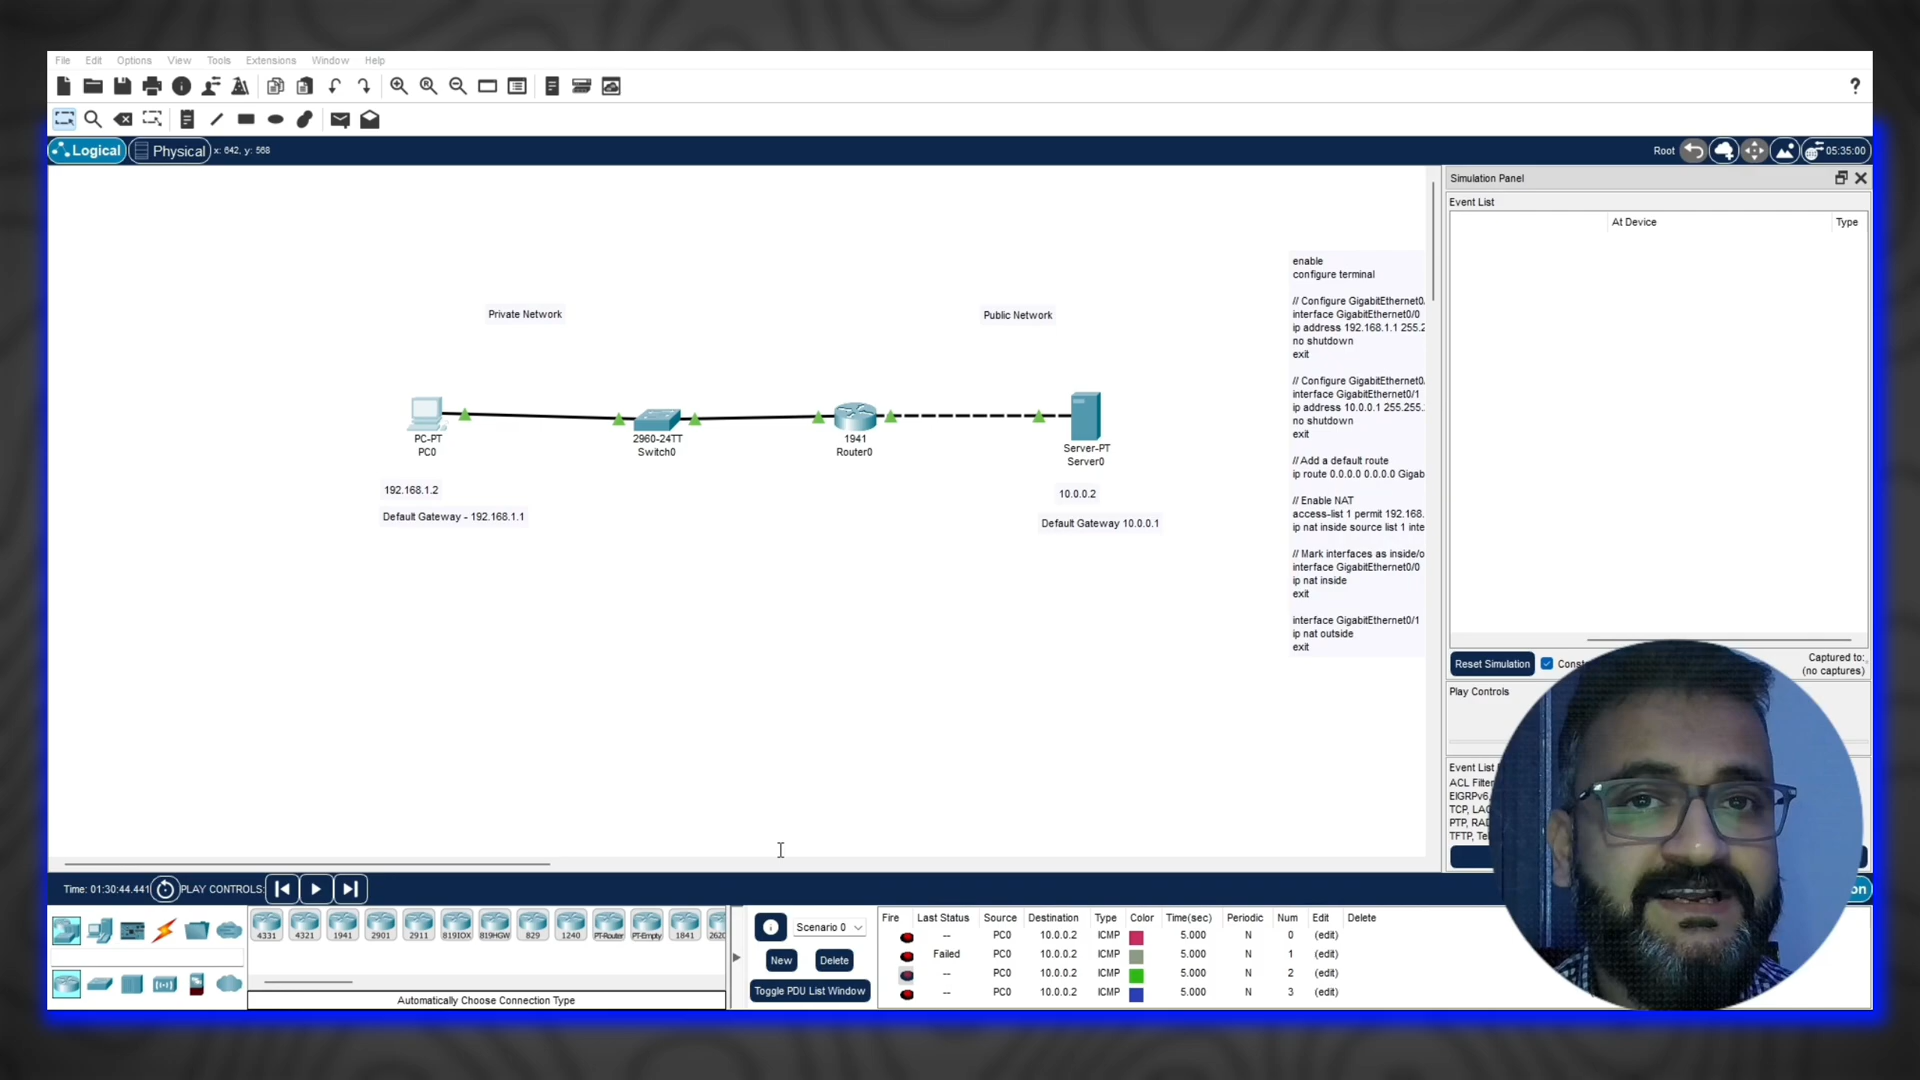 File Edit Options View Tools Extensions Window Help
?
Logical Physical x: 642, y: 568 Root 05:35:00
Simulation Panel
Event List
At Device Type
enable
configure terminal
// Configure GigabitEthernet0
interface GigabitEthernet0/0
ip address 192.168.1.1 255.2
no shutdown
exit
// Configure GigabitEthernet0
interface GigabitEthernet0/1
ip address 10.0.0.1 255.255.
no shutdown
exit
// Add a default route
ip route 0.0.0.0 0.0.0.0 Gigab
// Enable NAT
access-list 1 permit 192.168.
ip nat inside source list 1 inte
// Mark interfaces as inside/o
interface GigabitEthernet0/0
ip nat inside
exit
interface GigabitEthernet0/1
ip nat outside
exit
Private Network
Public Network
PC-PT
PC0
2960-24TT
Switch0
1941
Router0
Server-PT
Server0
192.168.1.2
Default Gateway - 192.168.1.1
10.0.0.2
Default Gateway 10.0.0.1
Reset Simulation Const
Captured to:
(no captures)
Play Controls
Event List
ACL Filter
EIGRPv6,
TCP, LAC
PTP, RAD
TFTP, Tel
Time: 01:30:44.441 PLAY CONTROLS:
on
4331 4321 1941 2901 2911 819IOX 819HGW 829 1240 PT-Router PT-Empty 1841 2620
Automatically Choose Connection Type
Scenario 0
New Delete
Toggle PDU List Window
Fire Last Status Source Destination Type Color Time(sec) Periodic Num Edit Delete
-- PC0 10.0.0.2 ICMP 5.000 N 0 (edit)
Failed PC0 10.0.0.2 ICMP 5.000 N 1 (edit)
-- PC0 10.0.0.2 ICMP 5.000 N 2 (edit)
-- PC0 10.0.0.2 ICMP 5.000 N 3 (edit)